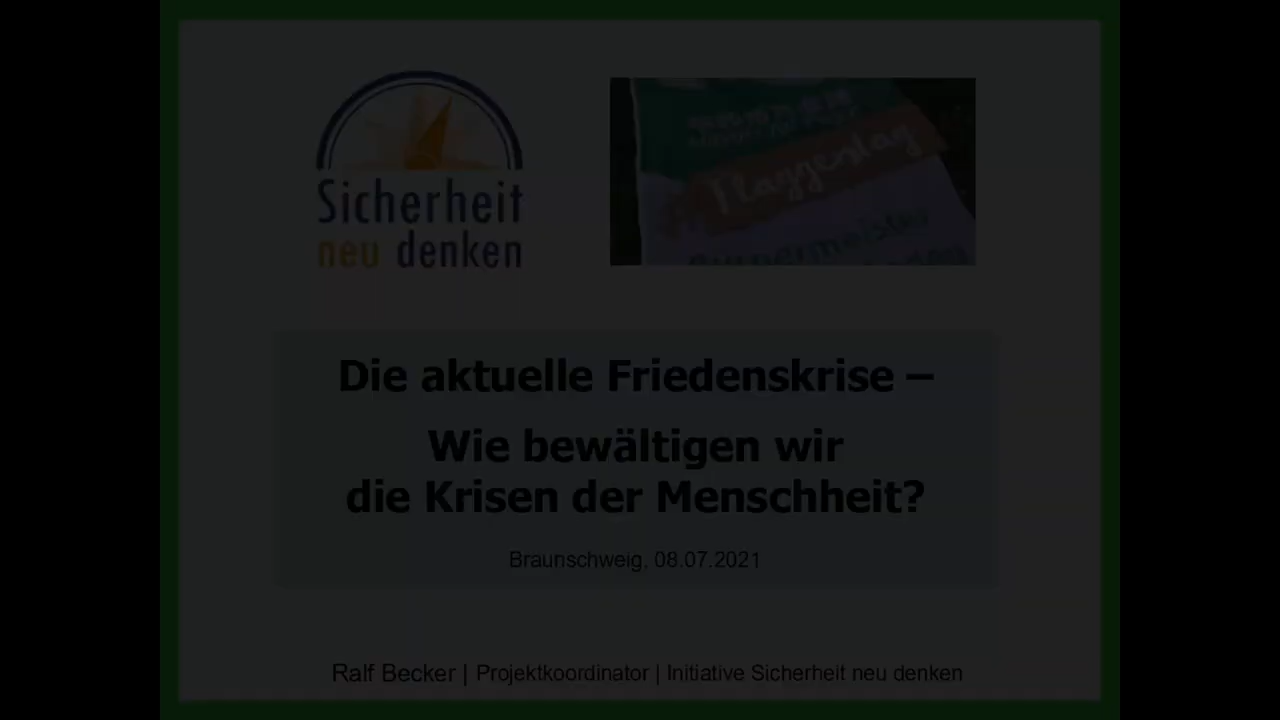 Sicherheit
neu denken
Flaggentag
Bürgermeister
Die aktuelle Friedenskrise –
Wie bewältigen wir
die Krisen der Menschheit?
Braunschweig, 08.07.2021
Ralf Becker | Projektkoordinator | Initiative Sicherheit neu denken